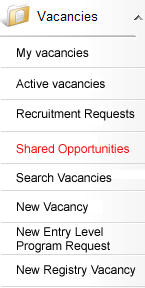 Vacancies
My vacancies
Active vacancies
Recruitment Requests
Shared Opportunities
Search Vacancies
New Vacancy
New Entry Level
Program Request
New Registry Vacancy